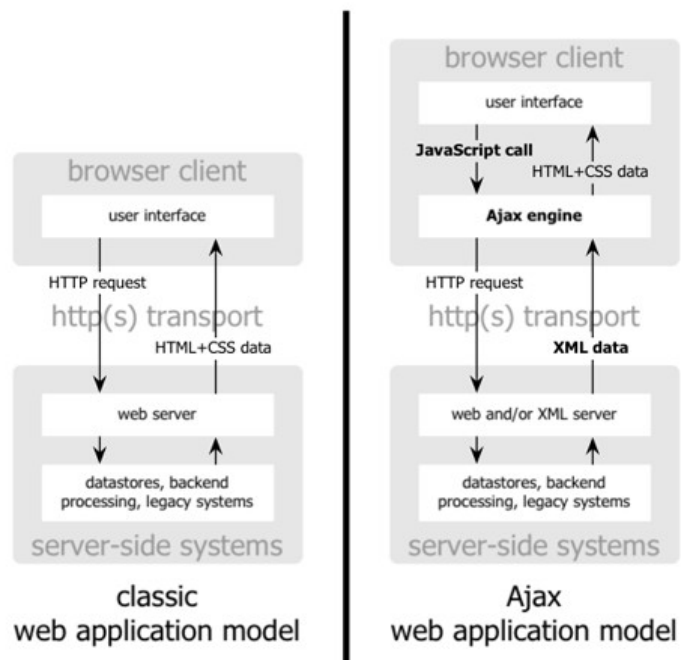 browser client
user interface
HTTP request
http(s) transport
HTML+CSS data
web server
datastores, backend
processing, legacy systems
server-side systems
classic
web application model
browser client
user interface
JavaScript call
HTML+CSS data
Ajax engine
HTTP request
http(s) transport
XML data
web and/or XML server
datastores, backend
processing, legacy systems
server-side systems
Ajax
web application model